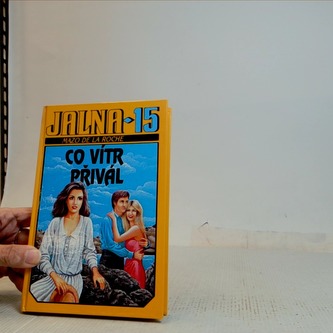 JALNA•15
MAZO DE LA ROCHE
CO VÍTR
PŘIVÁL